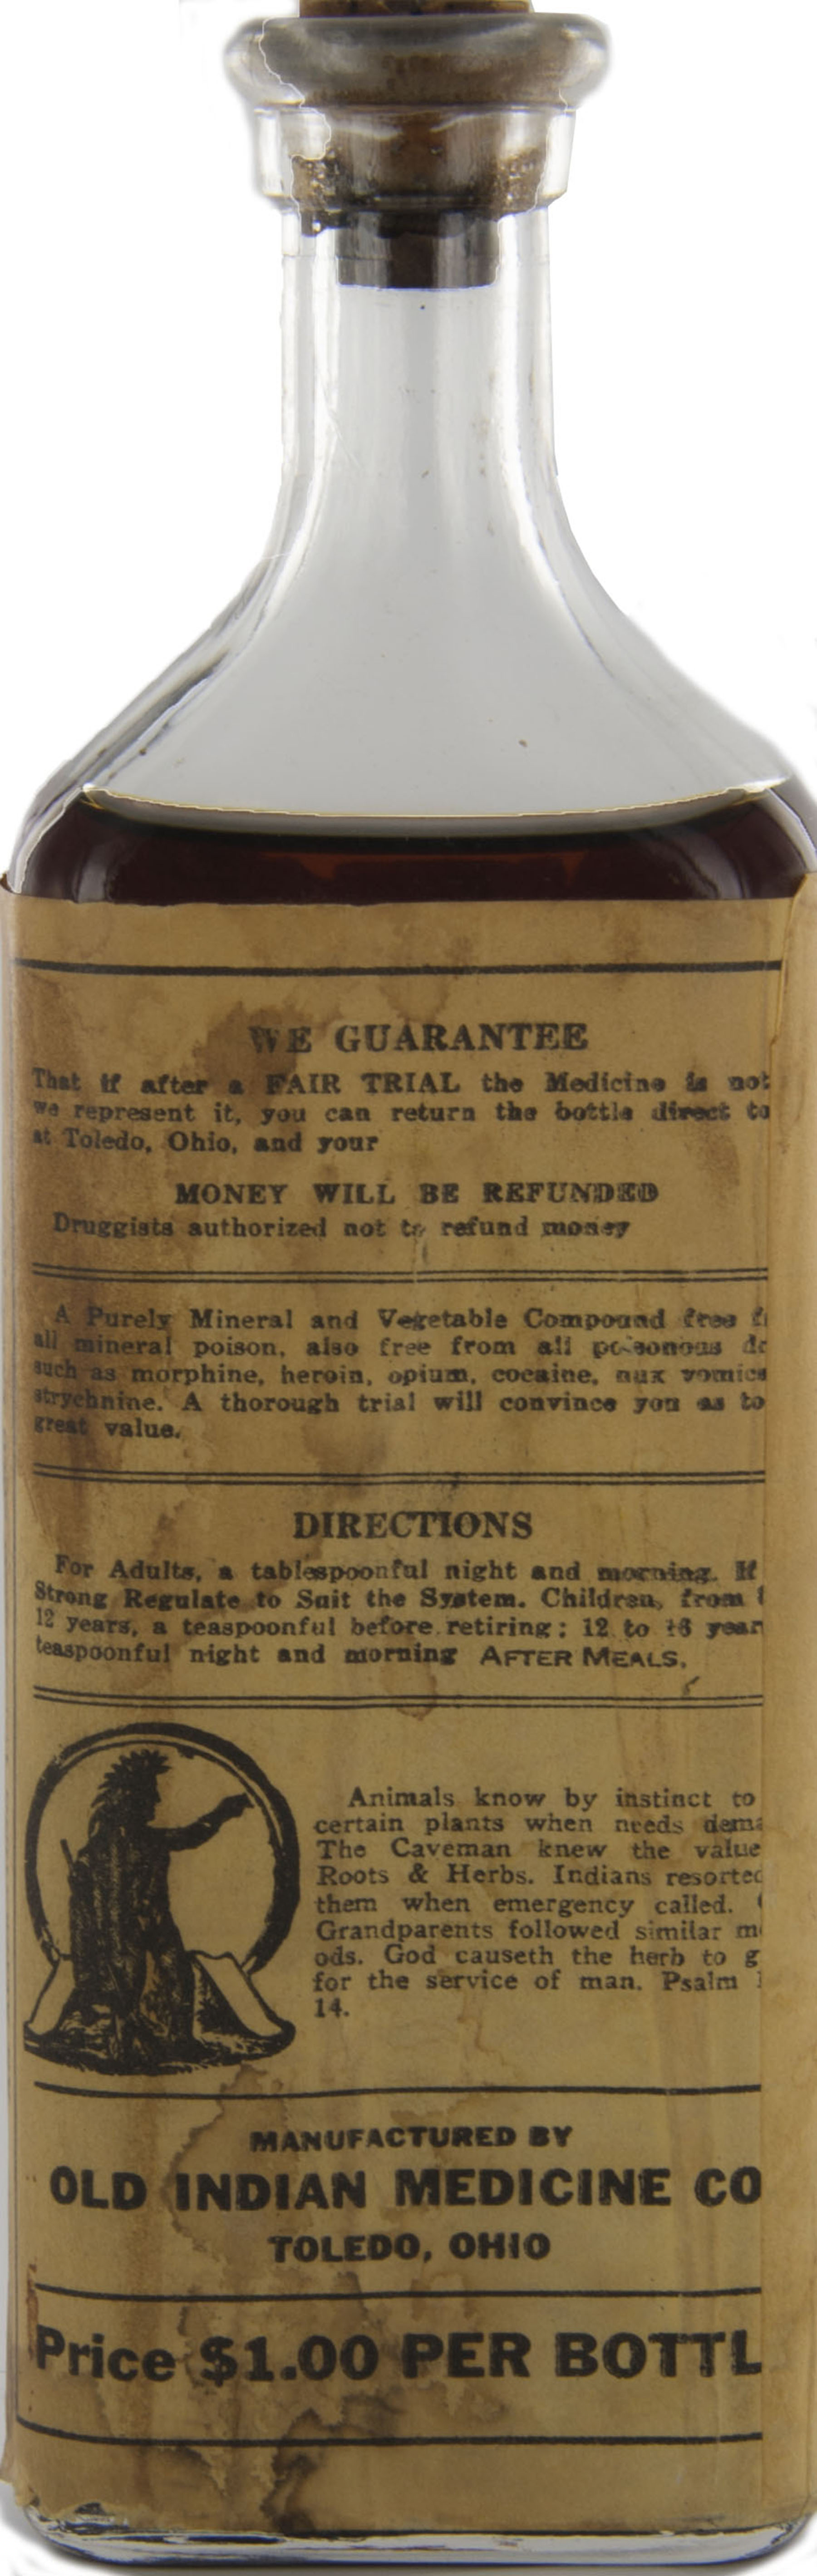 WE GUARANTEE
That if after a FAIR TRIAL the Medicine is not
we represent it, you can return the bottle direct to
at Toledo, Ohio, and your
MONEY WILL BE REFUNDED
Druggists authorized not to refund money
A Purely Mineral and Vegetable Compound free
all mineral poison, also free from all poisonous
such as morphine, heroin, opium, cocaine, nux vomica
strychnine. A thorough trial will convince you as to
great value.
DIRECTIONS
For Adults, a tablespoonful night and morning. If
Strong Regulate to Suit the System. Children, from
12 years, a teaspoonful before retiring; 12 to 16 year
teaspoonful night and morning AFTER MEALS.
Animals know by instinct to
certain plants when needs dema
The Caveman knew the value
Roots & Herbs. Indians resorted
them when emergency called.
Grandparents followed similar m
ods. God causeth the herb to g
for the service of man. Psalm
14.
MANUFACTURED BY
OLD INDIAN MEDICINE CO
TOLEDO, OHIO
Price $1.00 PER BOTTL